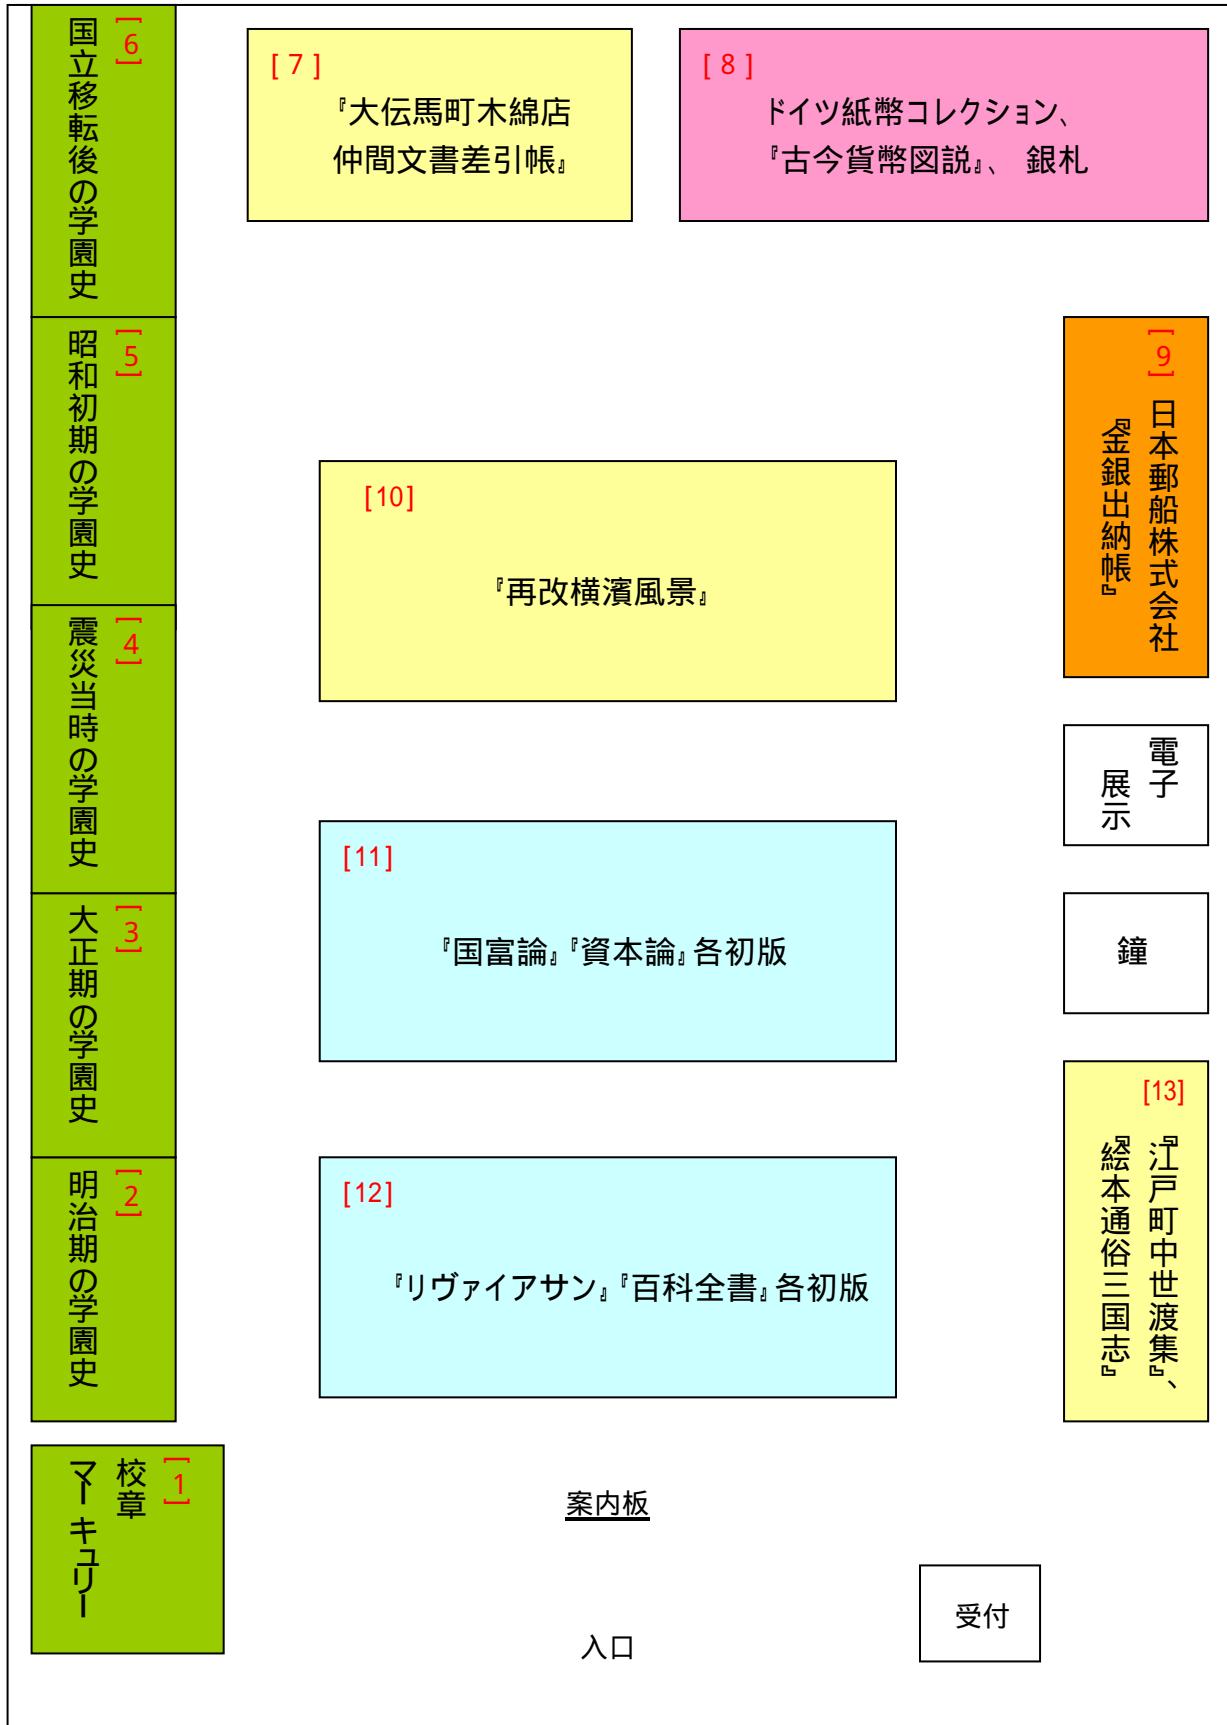 [6]
国立移転後の学園史
[7]
『大伝馬町木綿店
仲間文書差引帳』
[8]
ドイツ紙幣コレクション、
『古今貨幣図説』、 銀札
[5]
昭和初期の学園史
[9] 日本郵船株式会社
『金銀出納帳』
[10]
『再改横濱風景』
[4]
震災当時の学園史
電子
展示
[11]
『国富論』『資本論』各初版
[3]
大正期の学園史
鐘
[13]
『江戸町中世渡集』、
『絵本通俗三国志』
[2]
明治期の学園史
[12]
『リヴァイアサン』『百科全書』各初版
[1]
校章
マーキュリー
案内板
受付
入口